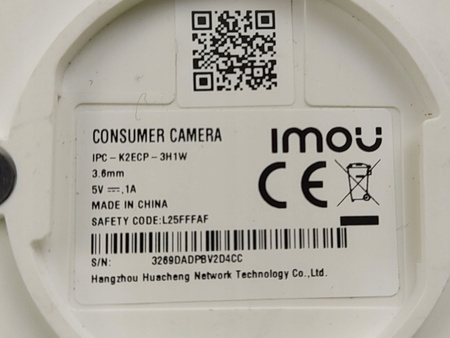 CONSUMER CAMERA
imou
IPC-K2ECP-3H1W
3.6mm
5V⎓,1A
CE
MADE IN CHINA
SAFETY CODE:L25FFFAF
S/N: 3269DADPBV2D4CC
Hangzhou Huacheng Network Technology Co.,Ltd.